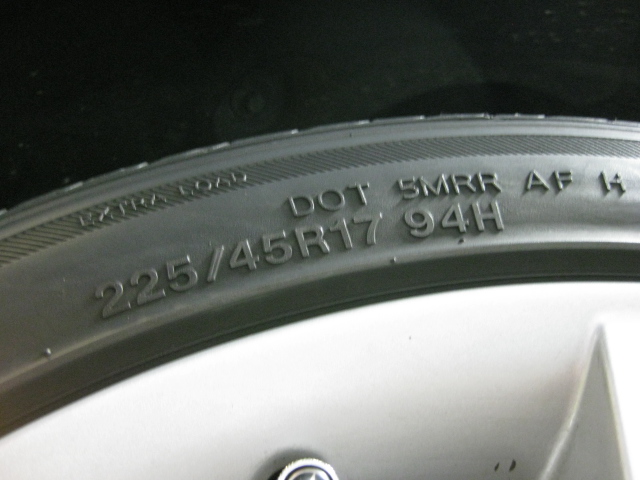 EXTRA LOAD
DOT 5MRR AF H
225/45R17 94H